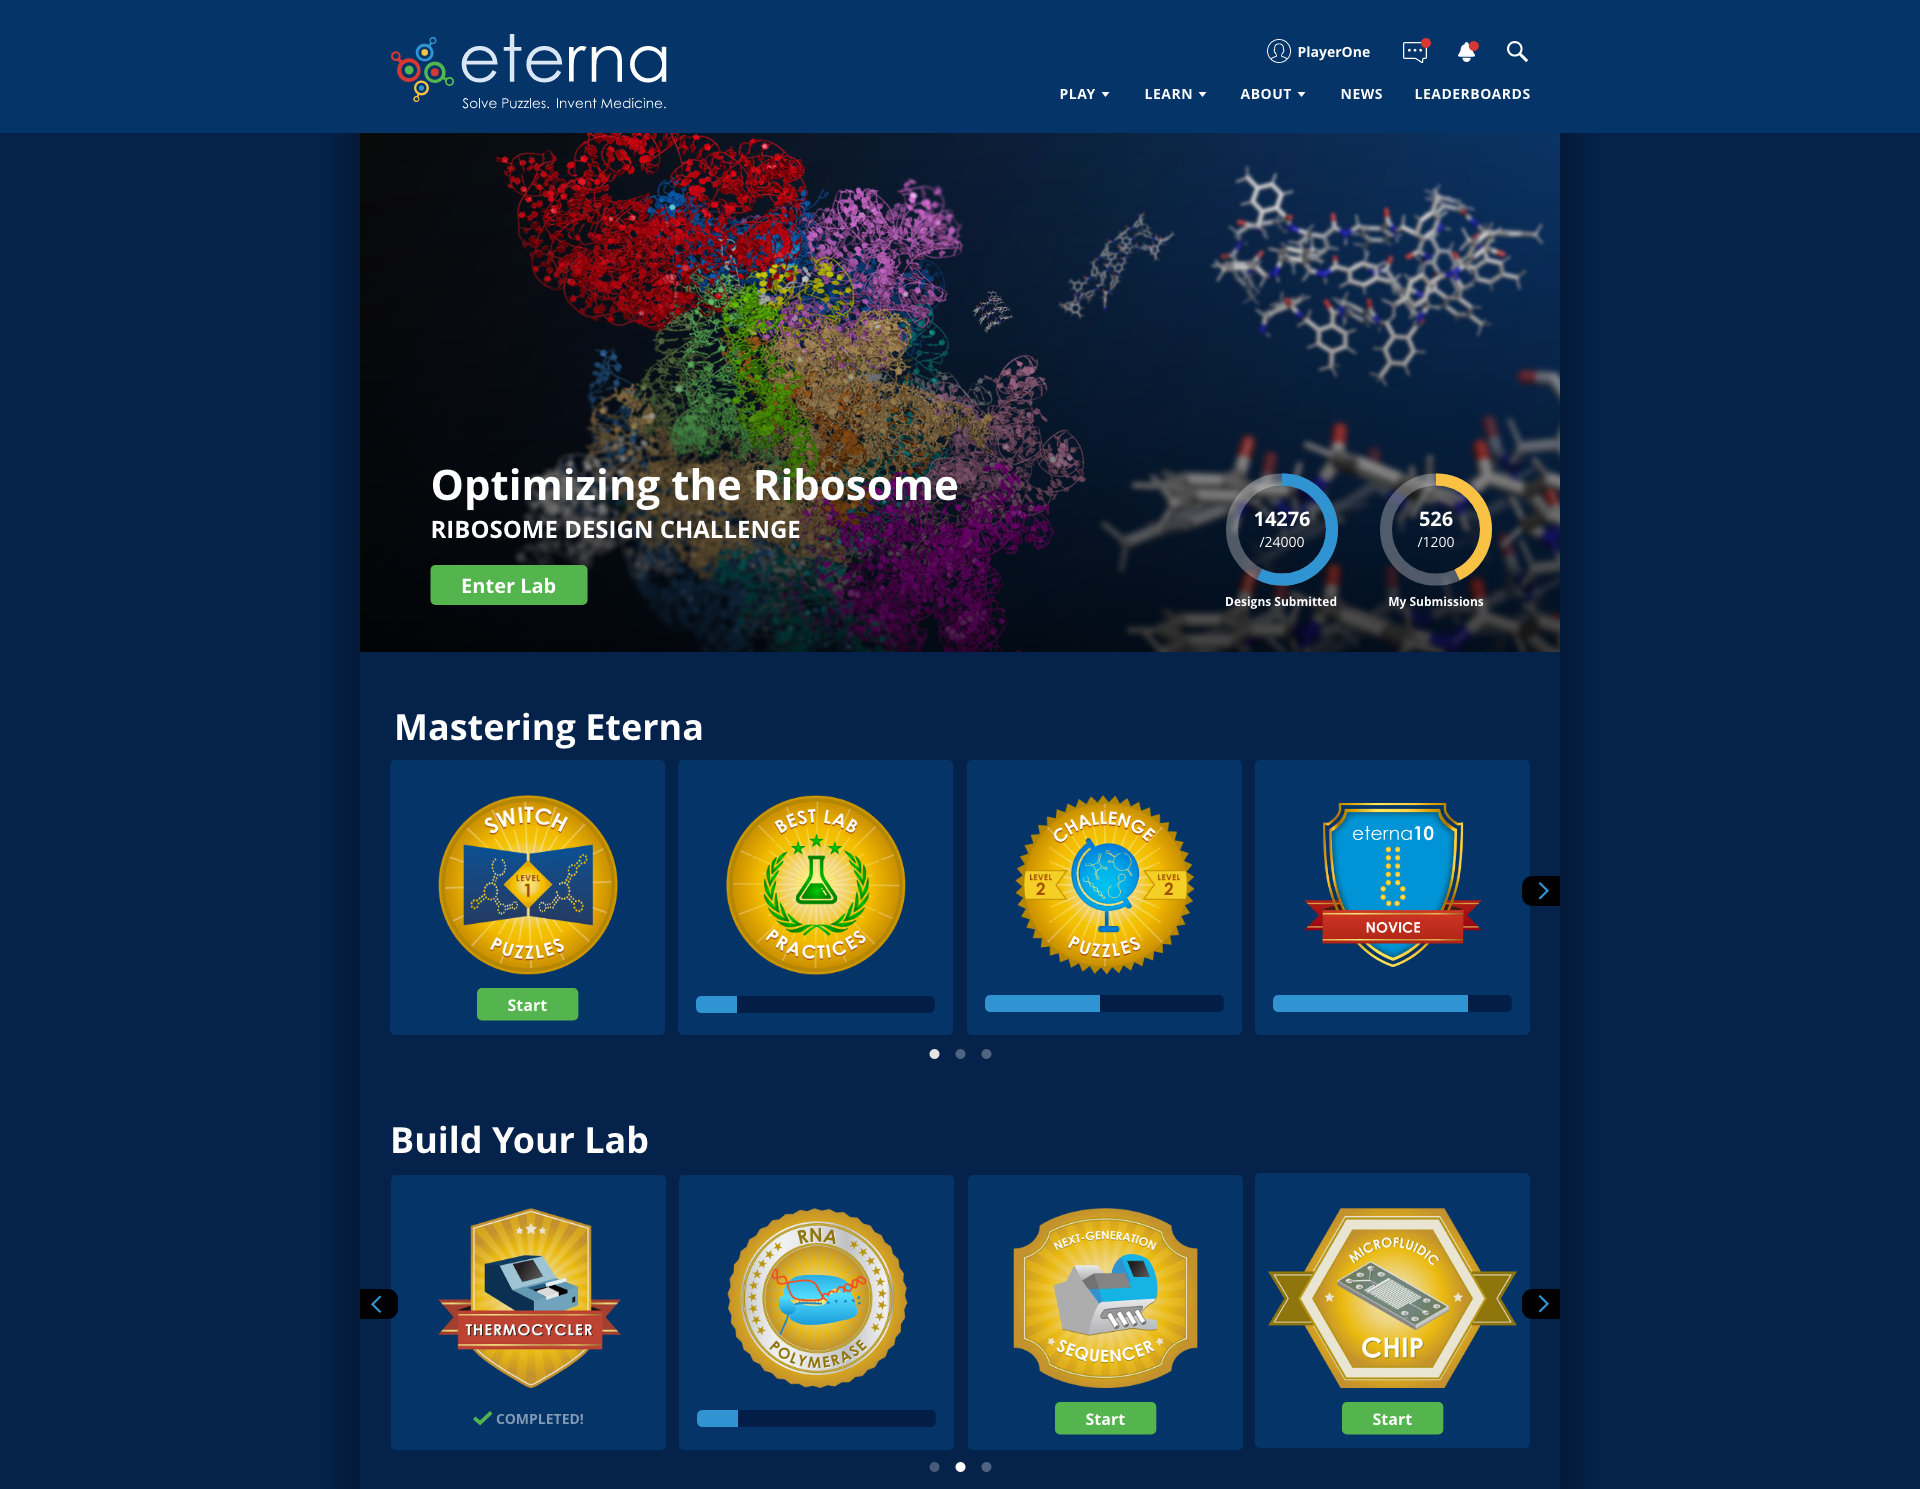 eterna
Solve Puzzles. Invent Medicine.
PlayerOne
PLAY
LEARN
ABOUT
NEWS
LEADERBOARDS
Optimizing the Ribosome
RIBOSOME DESIGN CHALLENGE
Enter Lab
14276
/24000
Designs Submitted
526
/1200
My Submissions
Mastering Eterna
SWITCH
LEVEL
1
PUZZLES
Start
BEST LAB
PRACTICES
CHALLENGE
LEVEL
2
LEVEL
2
PUZZLES
eterna10
NOVICE
Build Your Lab
THERMOCYCLER
COMPLETED!
RNA
POLYMERASE
NEXT-GENERATION
SEQUENCER
Start
MICROFLUIDIC
CHIP
Start